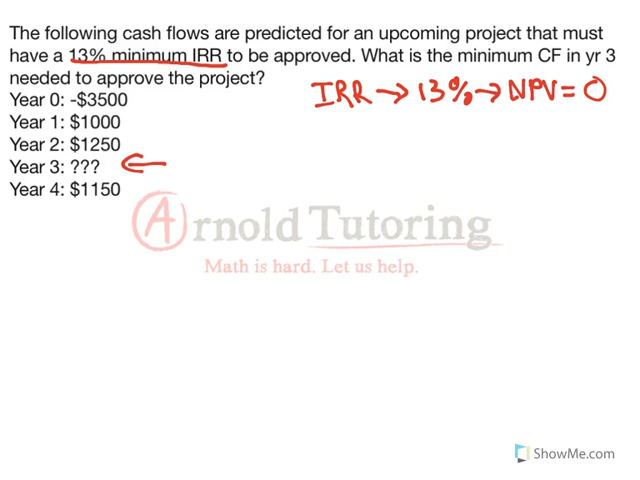 The following cash flows are predicted for an upcoming project that must
have a 13% minimum IRR to be approved. What is the minimum CF in yr 3
needed to approve the project?
IRR → 13% → NPV = 0
Year 0: -$3500
Year 1: $1000
Year 2: $1250
Year 3: ???
Year 4: $1150
Arnold Tutoring
Math is hard. Let us help.
ShowMe.com